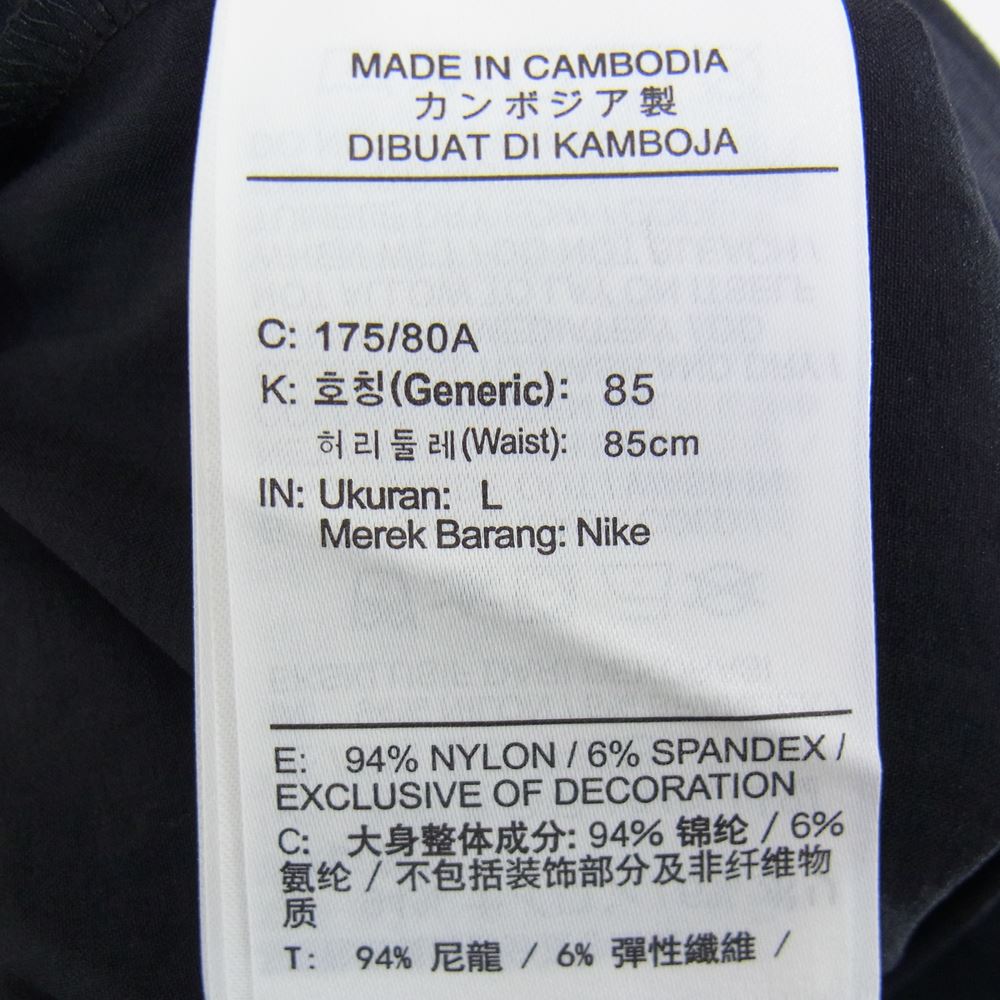 MADE IN CAMBODIA
カンボジア製
DIBUAT DI KAMBOJA
C: 175/80A
K: 호칭(Generic): 85
허리둘레(Waist): 85cm
IN: Ukuran: L
Merek Barang: Nike
E: 94% NYLON / 6% SPANDEX /
EXCLUSIVE OF DECORATION
C: 大身整体成分: 94% 锦纶 / 6%
氨纶 / 不包括装饰部分及非纤维物
质
T: 94% 尼龍 / 6% 彈性纖維 /